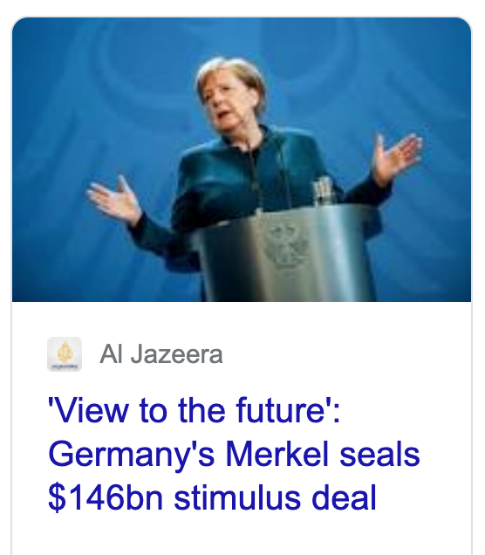 Al Jazeera
'View to the future':
Germany's Merkel seals
$146bn stimulus deal